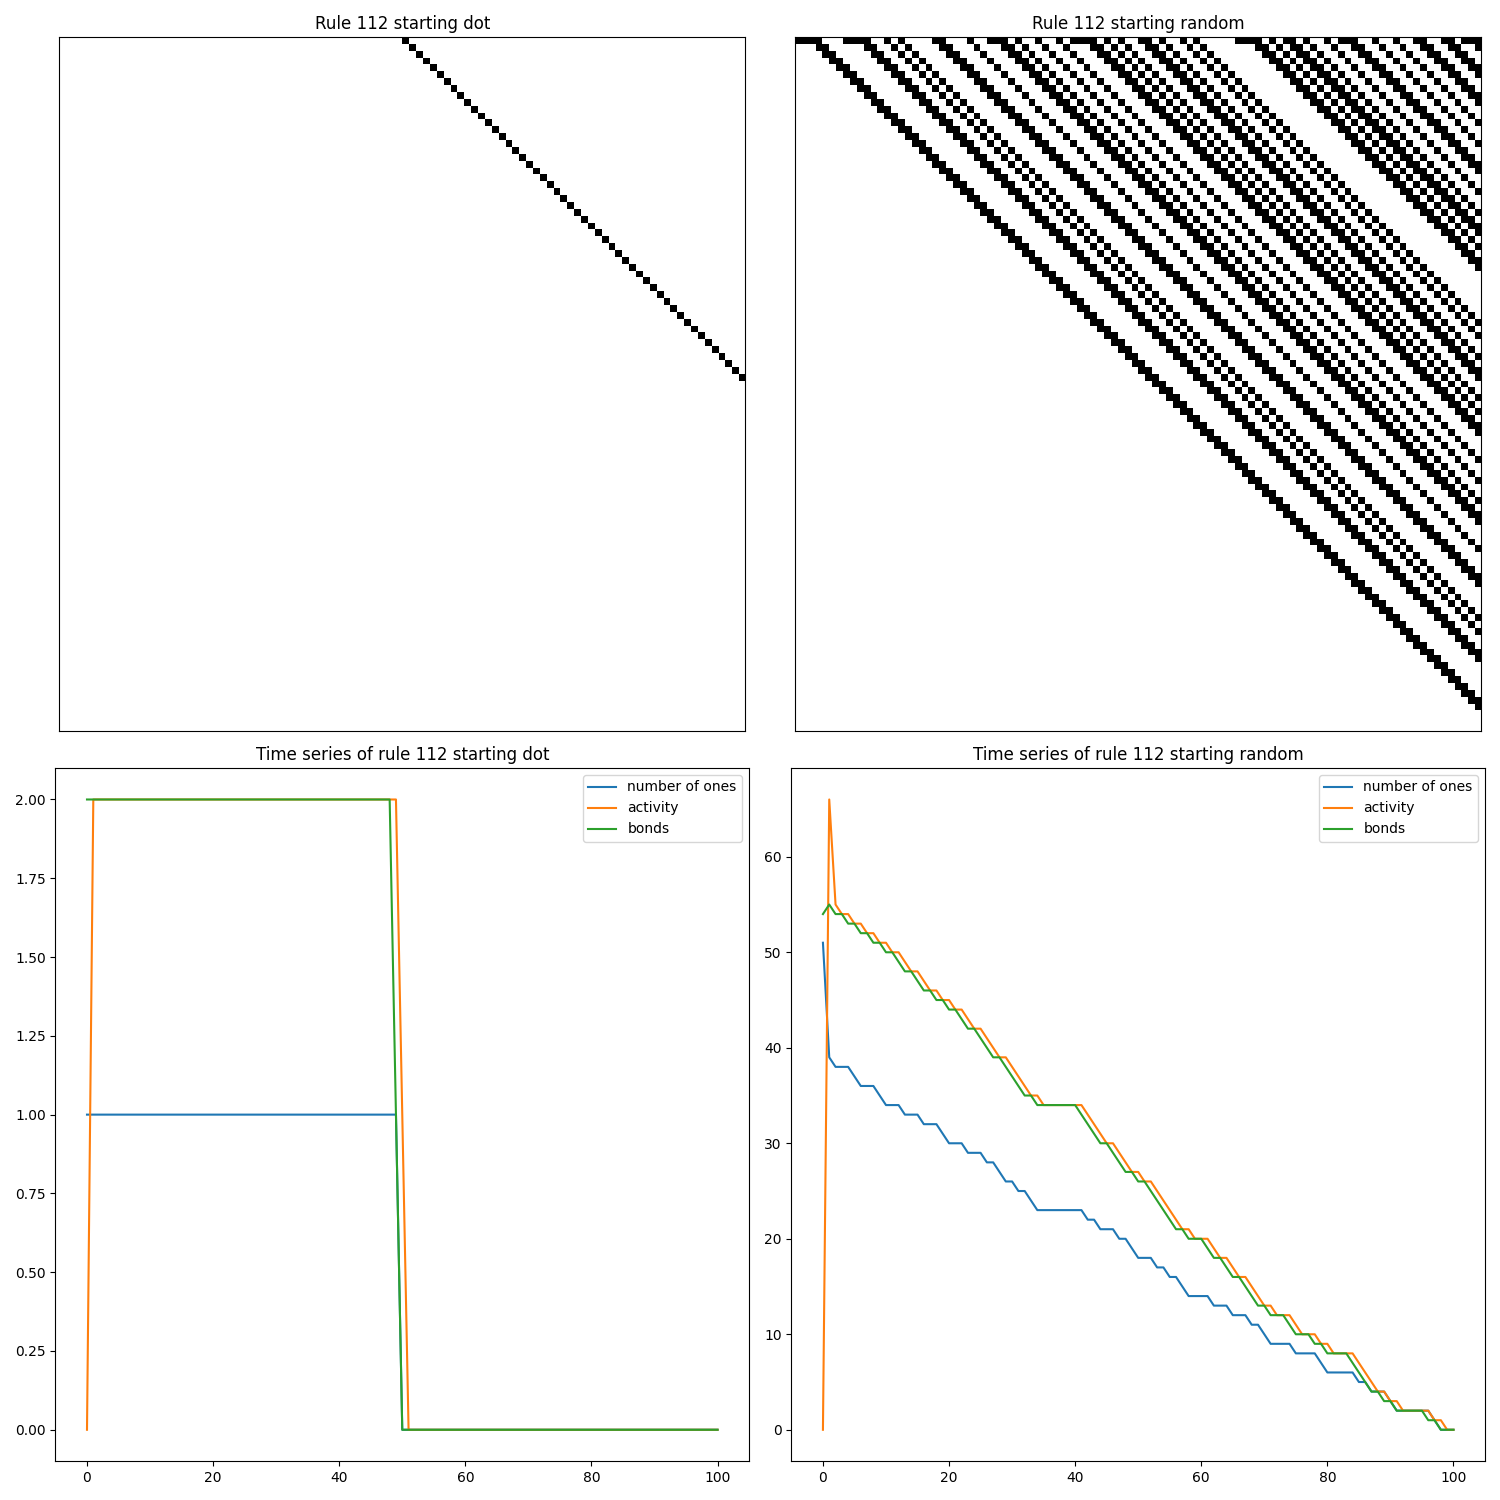 Rule 112 starting dot
Rule 112 starting random
Time series of rule 112 starting dot
2.00
1.75
1.50
1.25
1.00
0.75
0.50
0.25
0.00
0
20
40
60
80
100
number of ones
activity
bonds
Time series of rule 112 starting random
60
50
40
30
20
10
0
0
20
40
60
80
100
number of ones
activity
bonds